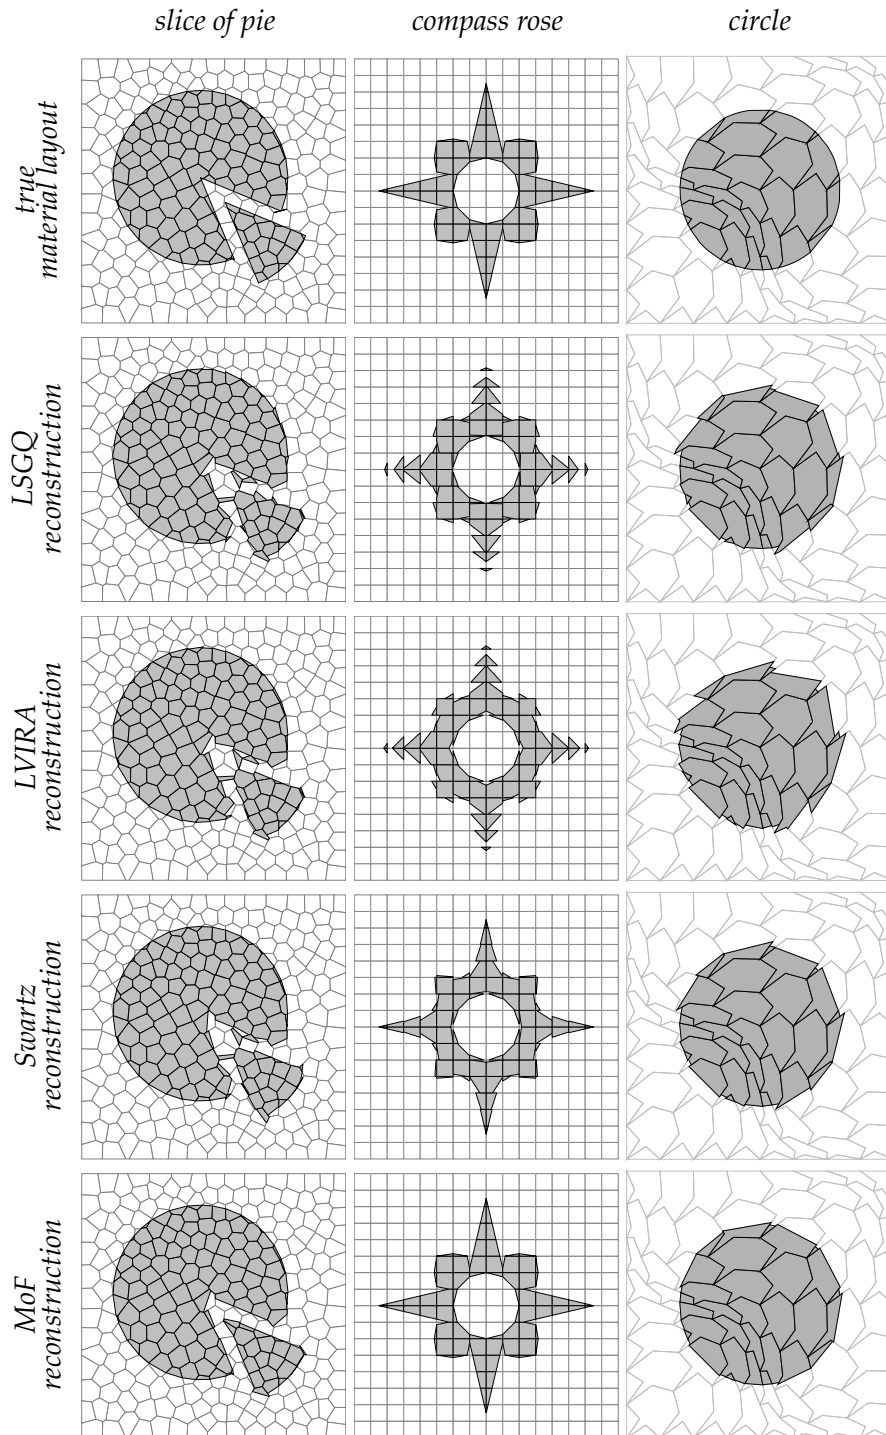 slice of pie
compass rose
circle
true
material layout
LSGQ
reconstruction
LVIRA
reconstruction
Swartz
reconstruction
MoF
reconstruction